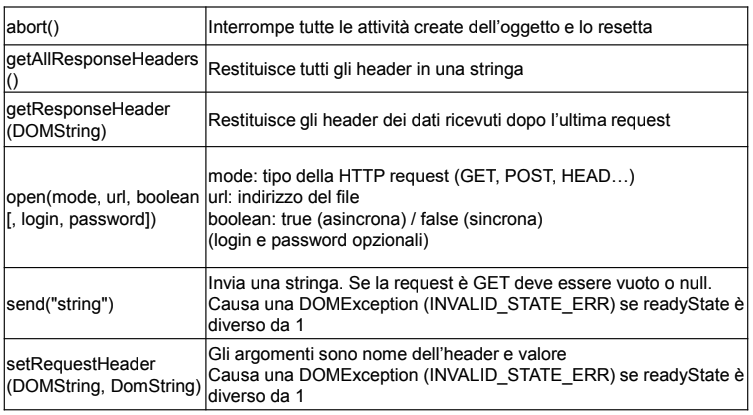 abort()
Interrompe tutte le attività create dell'oggetto e lo resetta
getAllResponseHeaders
()
Restituisce tutti gli header in una stringa
getResponseHeader
(DOMString)
Restituisce gli header dei dati ricevuti dopo l'ultima request
open(mode, url, boolean
[, login, password])
mode: tipo della HTTP request (GET, POST, HEAD…)
url: indirizzo del file
boolean: true (asincrona) / false (sincrona)
(login e password opzionali)
send("string")
Invia una stringa. Se la request è GET deve essere vuoto o null.
Causa una DOMException (INVALID_STATE_ERR) se readyState è
diverso da 1
setRequestHeader
(DOMString, DomString)
Gli argomenti sono nome dell'header e valore
Causa una DOMException (INVALID_STATE_ERR) se readyState è
diverso da 1